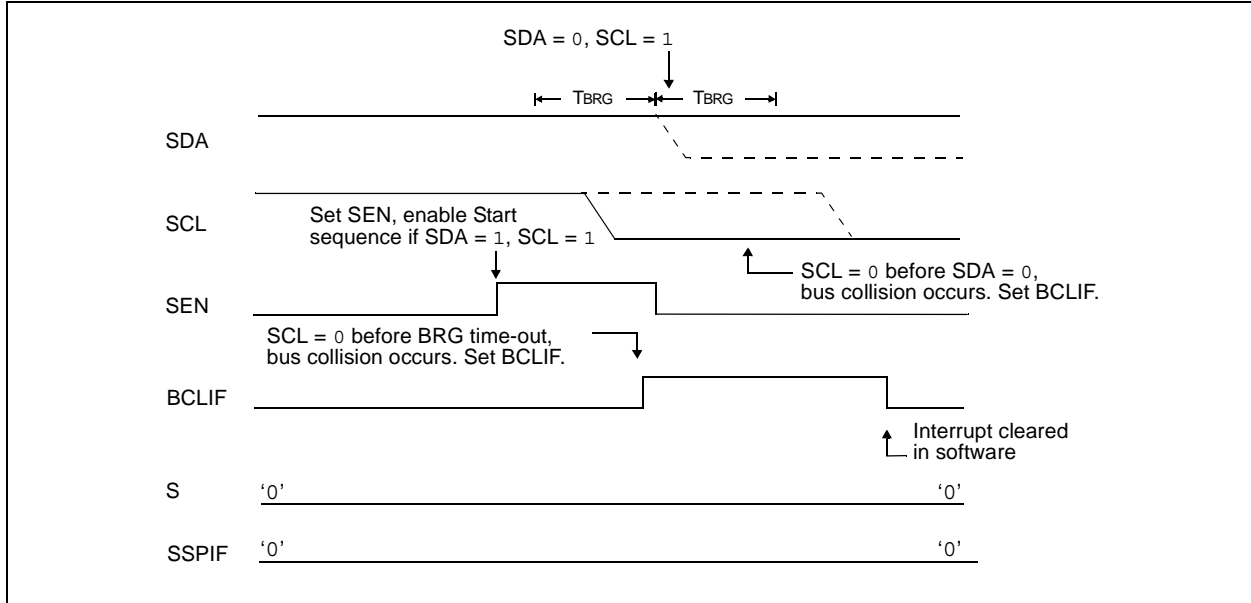 SDA = 0, SCL = 1
TBRG TBRG
SDA
SCL
Set SEN, enable Start
sequence if SDA = 1, SCL = 1
SCL = 0 before SDA = 0,
bus collision occurs. Set BCLIF.
SEN
SCL = 0 before BRG time-out,
bus collision occurs. Set BCLIF.
BCLIF
Interrupt cleared
in software
S ‘0’ ‘0’
SSPIF ‘0’ ‘0’